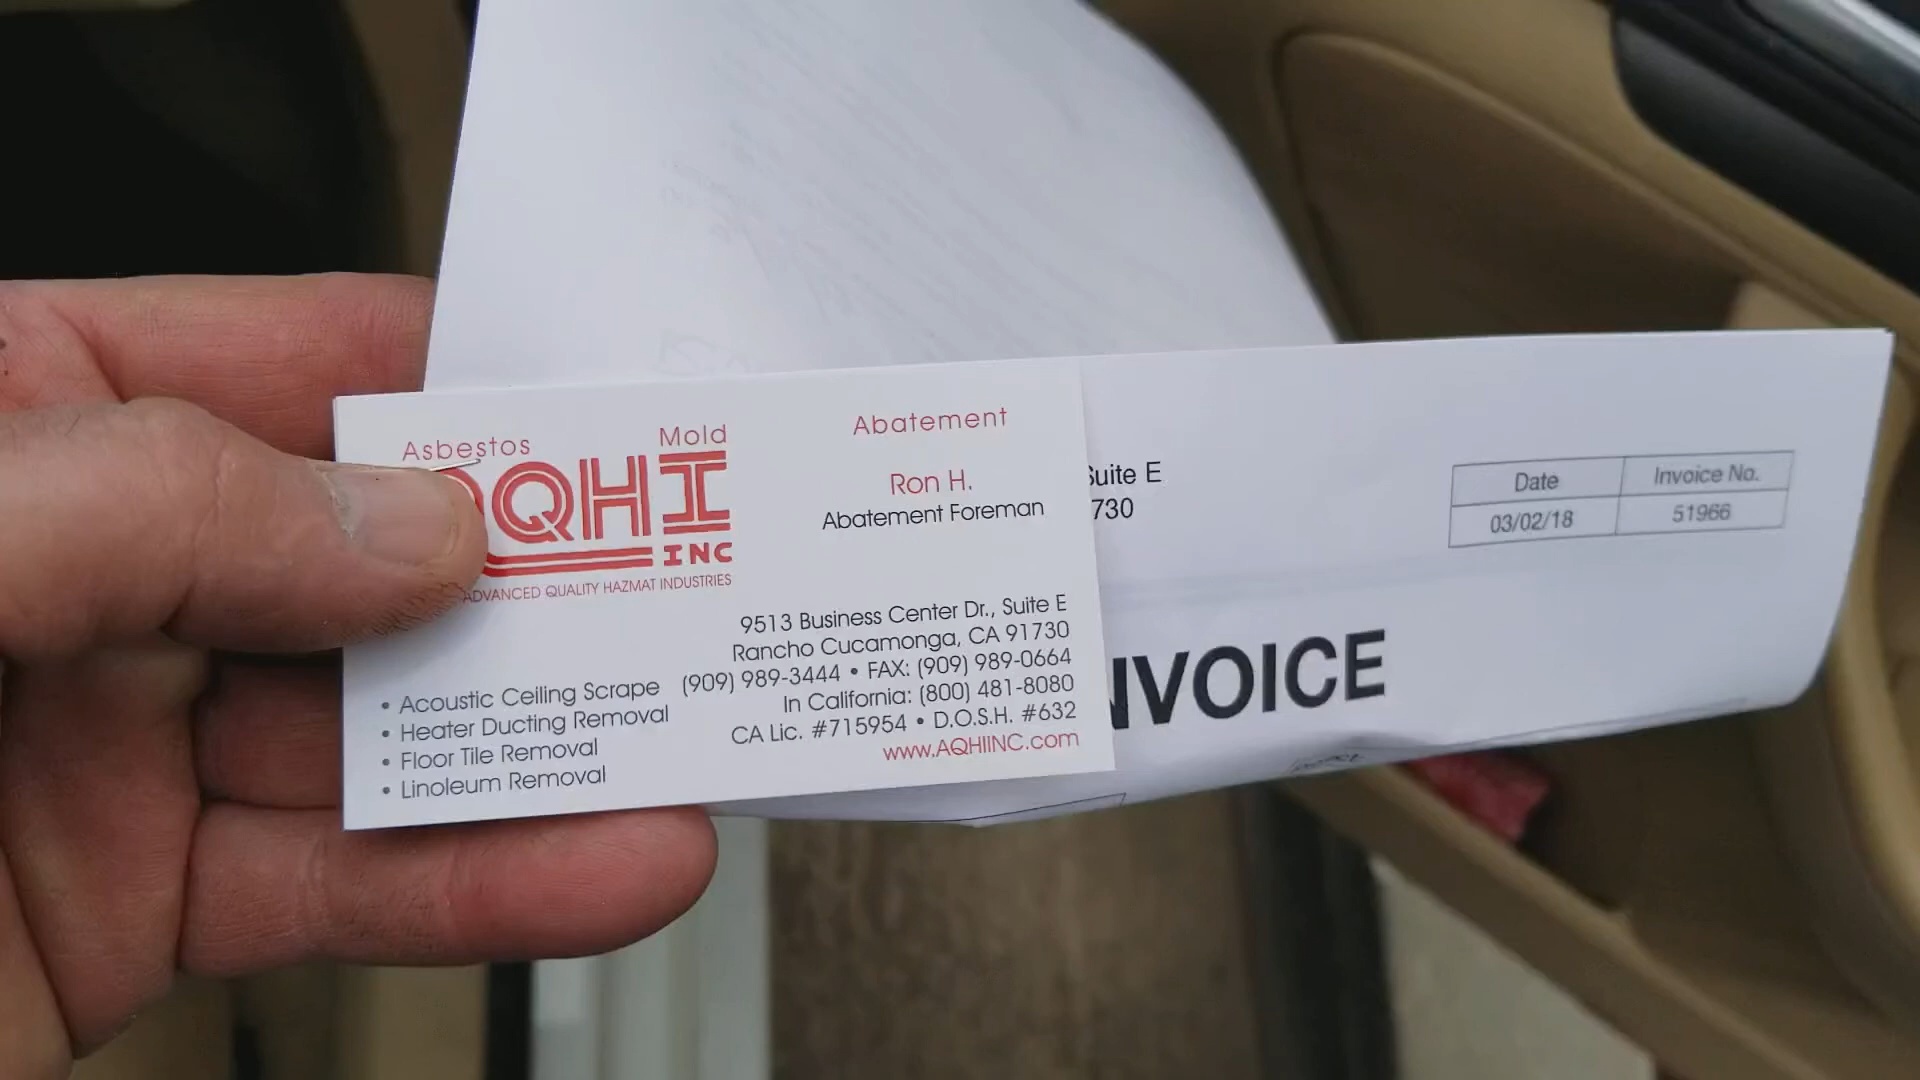 Asbestos Mold Abatement
AQHI
INC
ADVANCED QUALITY HAZMAT INDUSTRIES
Ron H.
Abatement Foreman
9513 Business Center Dr., Suite E
Rancho Cucamonga, CA 91730
(909) 989-3444 • FAX: (909) 989-0664
In California: (800) 481-8080
CA Lic. #715954 • D.O.S.H. #632
www.AQHIINC.com
• Acoustic Ceiling Scrape
• Heater Ducting Removal
• Floor Tile Removal
• Linoleum Removal
Suite E
730
Date Invoice No.
03/02/18 51966
NVOICE